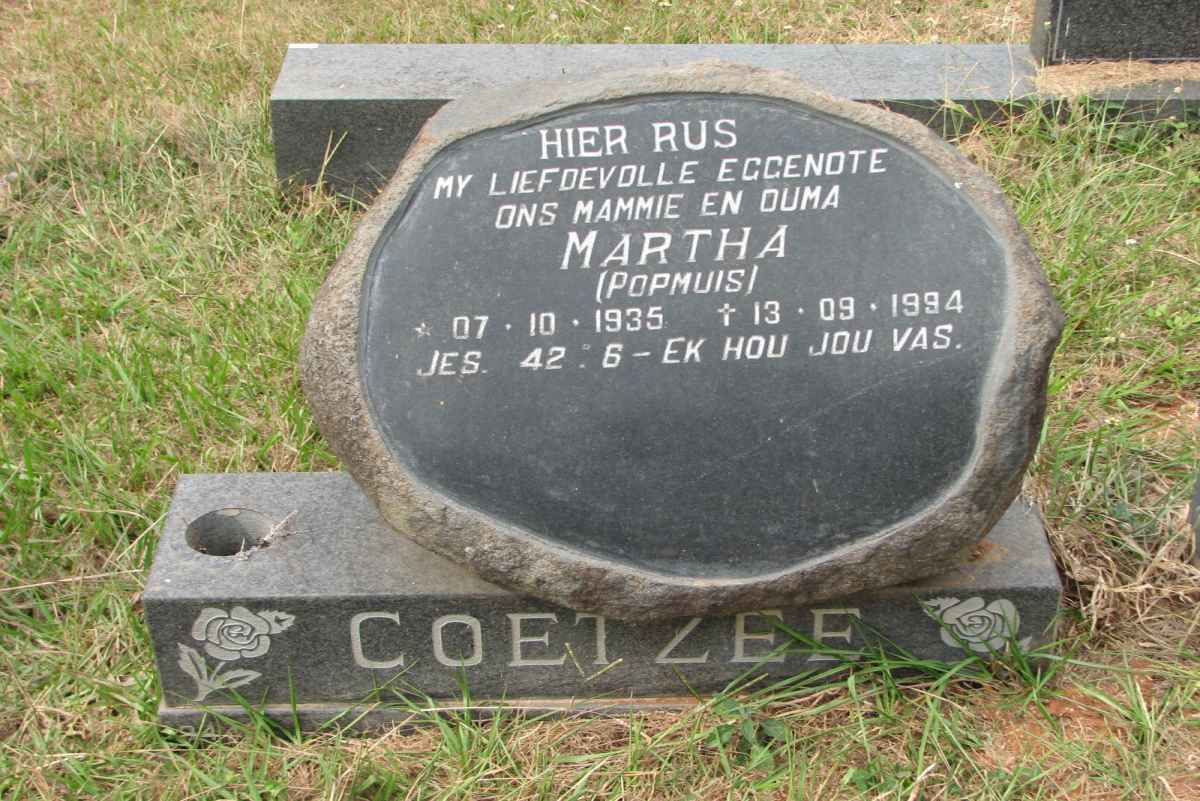 HIER RUS
MY LIEFDEVOLLE EGGENOTE
ONS MAMMIE EN OUMA
MARTHA
(POPMUIS)
* 07 · 10 · 1935 † 13 · 09 · 1994
JES. 42 : 6 – EK HOU JOU VAS.
COETZEE